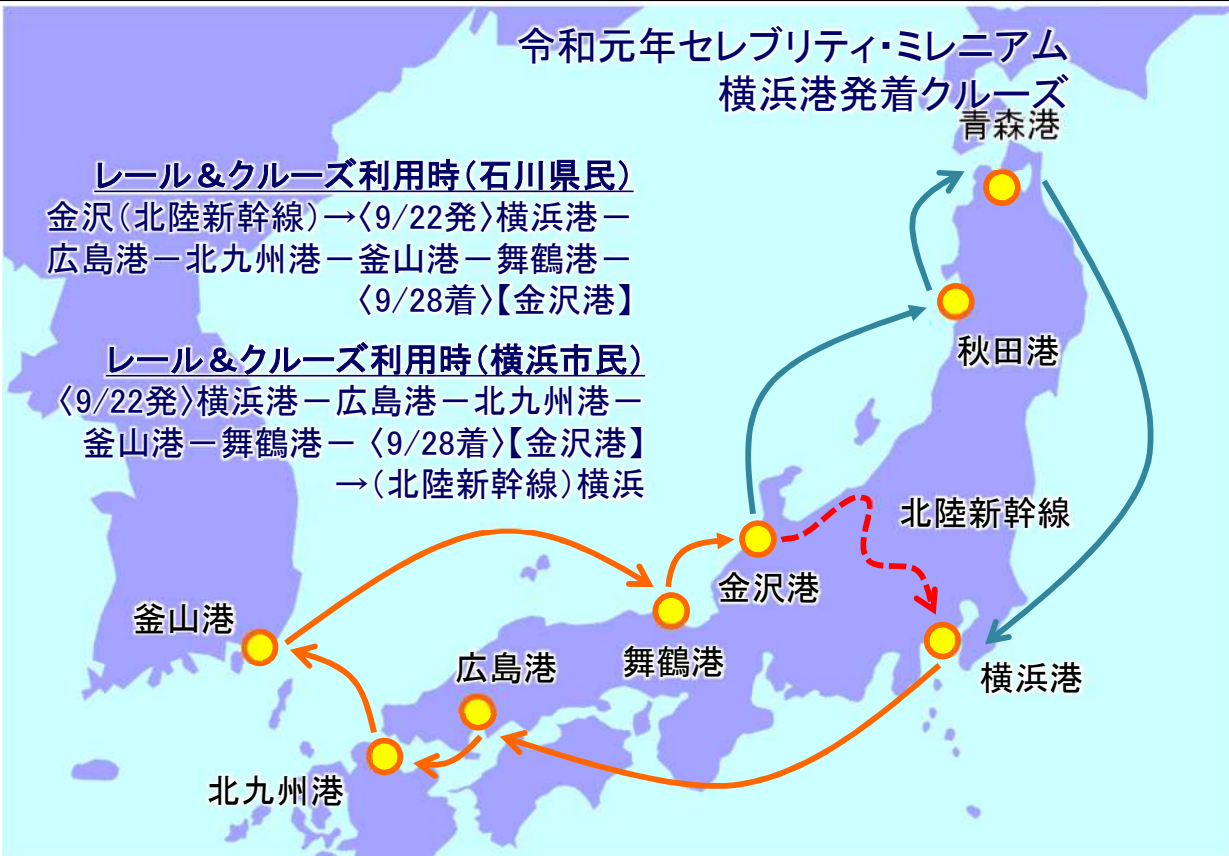 令和元年セレブリティ・ミレニアム
横浜港発着クルーズ
青森港
レール＆クルーズ利用時（石川県民）
金沢（北陸新幹線）→〈9/22発〉横浜港－
広島港－北九州港－釜山港－舞鶴港－
〈9/28着〉【金沢港】
レール＆クルーズ利用時（横浜市民）
〈9/22発〉横浜港－広島港－北九州港－
釜山港－舞鶴港－〈9/28着〉【金沢港】
→（北陸新幹線）横浜
秋田港
北陸新幹線
金沢港
釜山港
舞鶴港
広島港
横浜港
北九州港